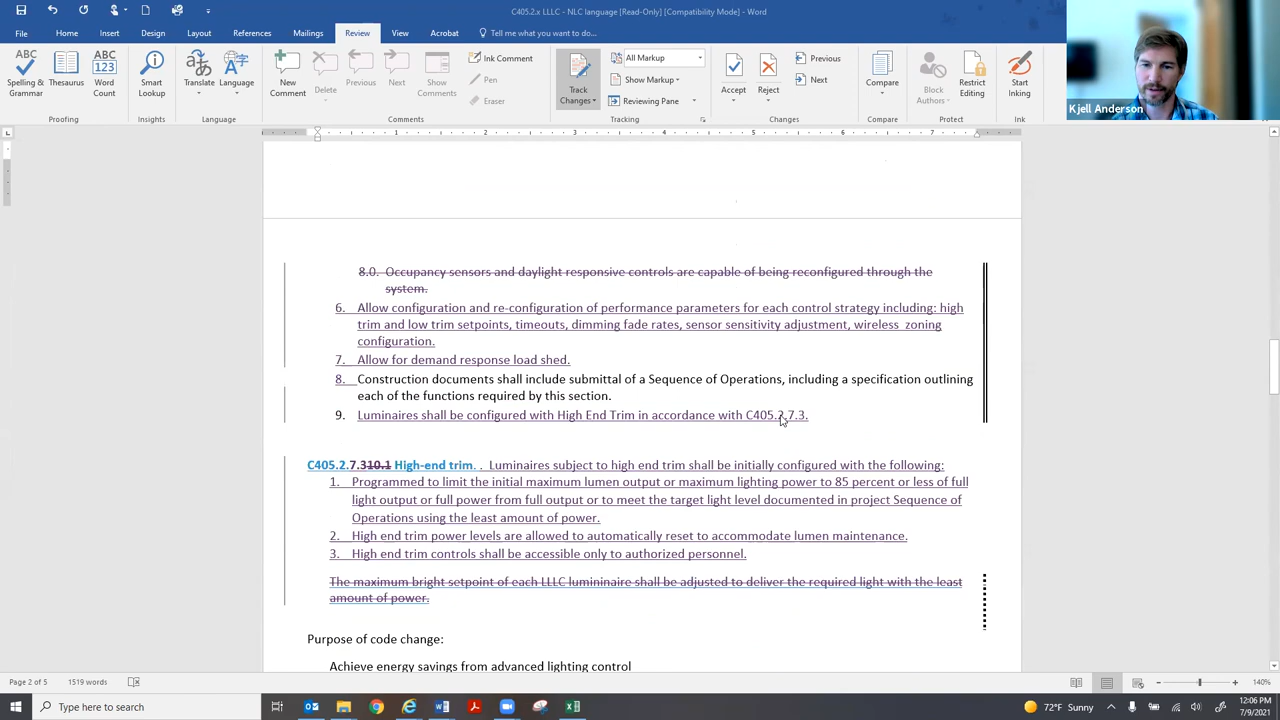 C405.2.x LLLC - NLC language [Read-Only] [Compatibility Mode] - Word
File Home Insert Design Layout References Mailings Review View Acrobat Tell me what you want to do...
ABC Spelling & Grammar
Thesaurus
ABC 123 Word Count
Smart Lookup
Translate
Language
New Comment
Delete
Previous
Next
Show Comments
Ink Comment
Pen
Eraser
Track Changes
All Markup
Show Markup
Reviewing Pane
Accept
Reject
Previous
Next
Compare
Block Authors
Restrict Editing
Start Inking
Proofing Insights Language Comments Tracking Changes Compare Protect Ink
Kjell Anderson
1 2 3 4 5 6 7
8.0. Occupancy sensors and daylight responsive controls are capable of being reconfigured through the
system.
6. Allow configuration and re-configuration of performance parameters for each control strategy including: high
trim and low trim setpoints, timeouts, dimming fade rates, sensor sensitivity adjustment, wireless zoning
configuration.
7. Allow for demand response load shed.
8. Construction documents shall include submittal of a Sequence of Operations, including a specification outlining
each of the functions required by this section.
9. Luminaires shall be configured with High End Trim in accordance with C405.2.7.3.
C405.2.7.310.1 High-end trim. . Luminaires subject to high end trim shall be initially configured with the following:
1. Programmed to limit the initial maximum lumen output or maximum lighting power to 85 percent or less of full
light output or full power from full output or to meet the target light level documented in project Sequence of
Operations using the least amount of power.
2. High end trim power levels are allowed to automatically reset to accommodate lumen maintenance.
3. High end trim controls shall be accessible only to authorized personnel.
The maximum bright setpoint of each LLLC lumininaire shall be adjusted to deliver the required light with the least
amount of power.
Purpose of code change:
Achieve energy savings from advanced lighting control
Page 2 of 5 1519 words 140%
Type here to search
72°F Sunny
12:06 PM
7/9/2021